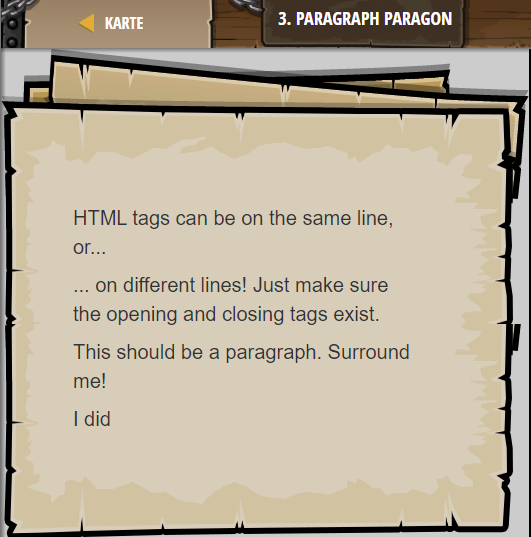 KARTE
3. PARAGRAPH PARAGON
HTML tags can be on the same line,
or...
... on different lines! Just make sure
the opening and closing tags exist.
This should be a paragraph. Surround
me!
I did